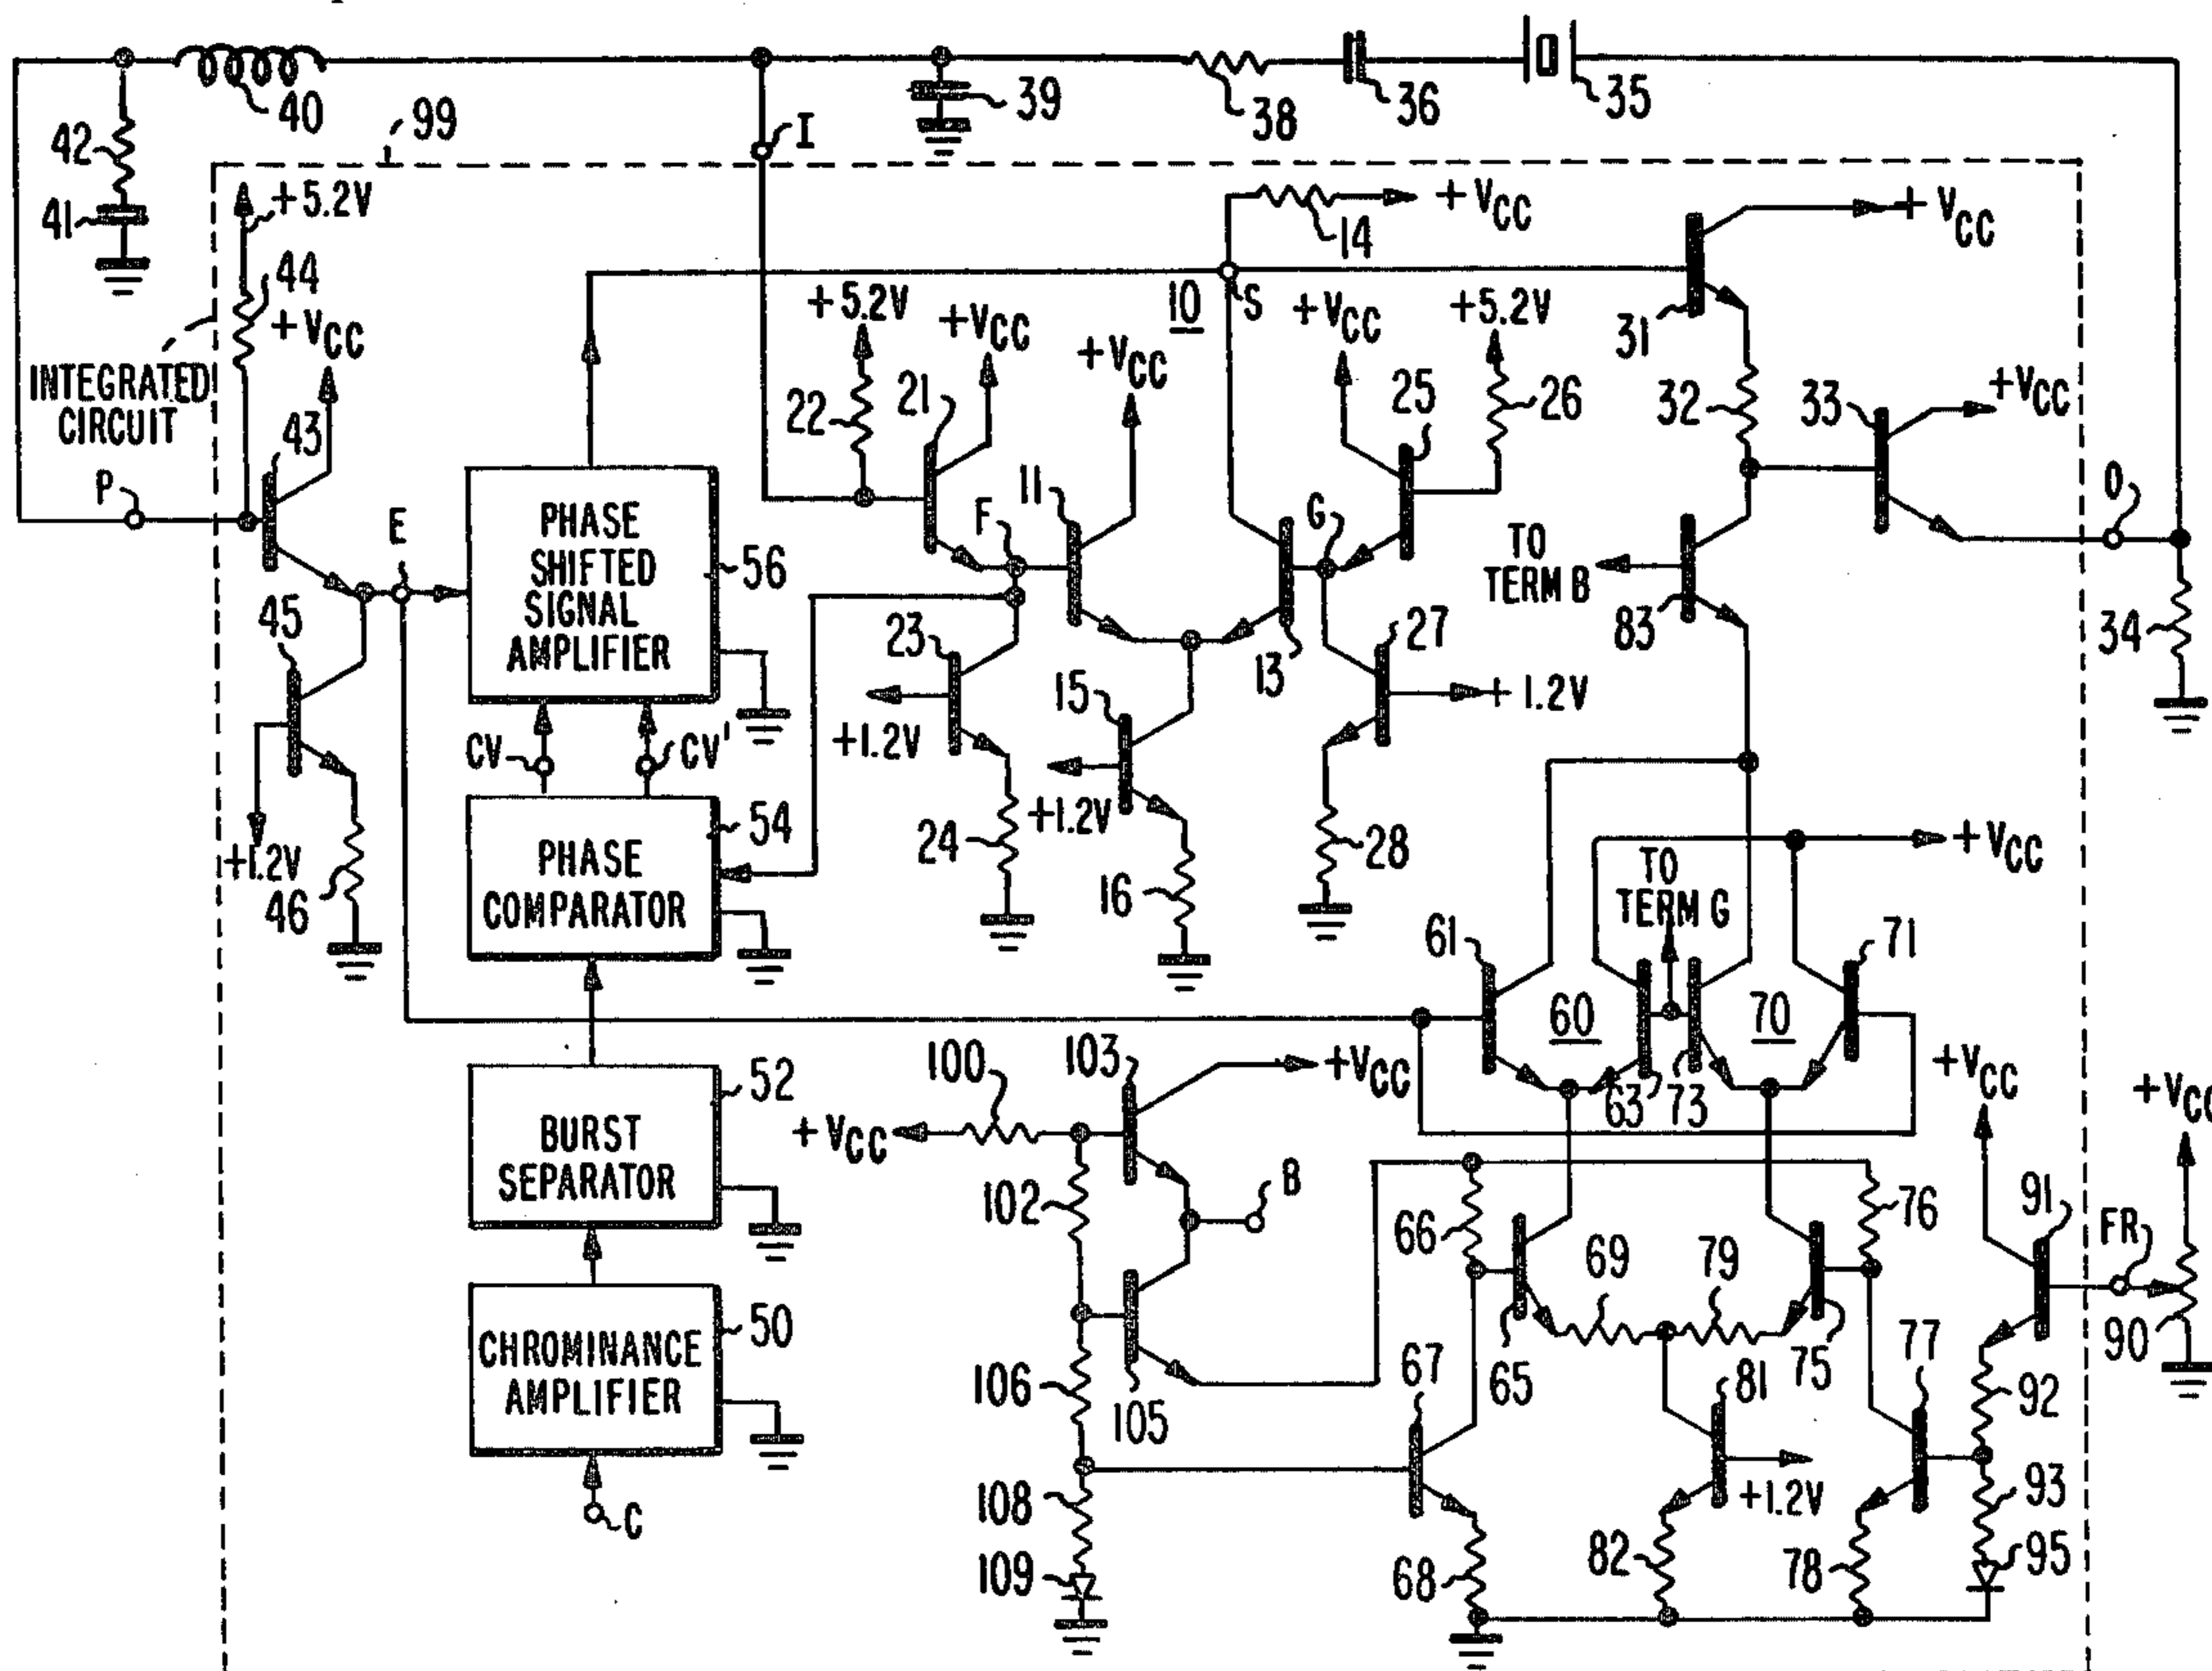 40
99
I
39
38
36
35
42
41
+5.2V
44
+VCC
INTEGRATED
CIRCUIT
43
P
E
45
+1.2V
46
PHASE
SHIFTED
SIGNAL
AMPLIFIER
56
CV
CV'
PHASE
COMPARATOR
54
BURST
SEPARATOR
52
CHROMINANCE
AMPLIFIER
50
C
+VCC
14
10
S
+5.2V
22
21
+VCC
+VCC
11
F
23
+1.2V
24
15
+1.2V
16
13
G
+VCC
25
+5.2V
26
27
+1.2V
28
31
+VCC
32
33
+VCC
O
34
TO
TERM B
83
+VCC
TO
TERM G
61
60
63
73
70
71
100
103
+VCC
+VCC
102
B
106
105
108
109
66
65
69
79
75
76
67
68
81
+1.2V
82
77
78
+VCC
91
FR
+VCC
90
92
93
95